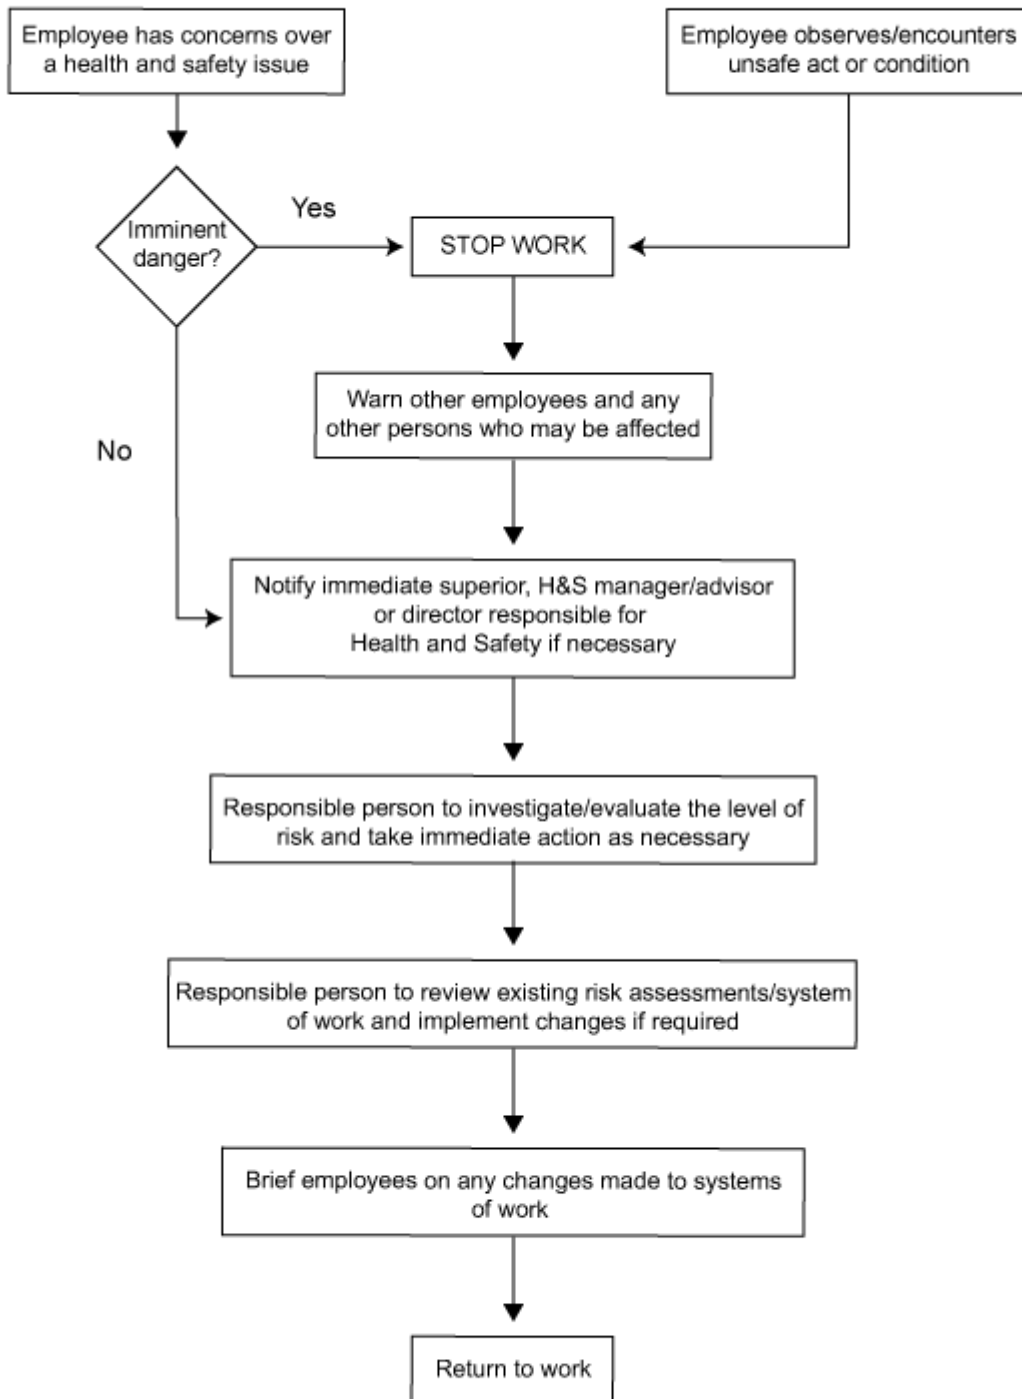 Employee has concerns over
a health and safety issue
Employee observes/encounters
unsafe act or condition
Imminent
danger?
Yes
STOP WORK
Warn other employees and any
other persons who may be affected
No
Notify immediate superior, H&S manager/advisor
or director responsible for
Health and Safety if necessary
Responsible person to investigate/evaluate the level of
risk and take immediate action as necessary
Responsible person to review existing risk assessments/system
of work and implement changes if required
Brief employees on any changes made to systems
of work
Return to work